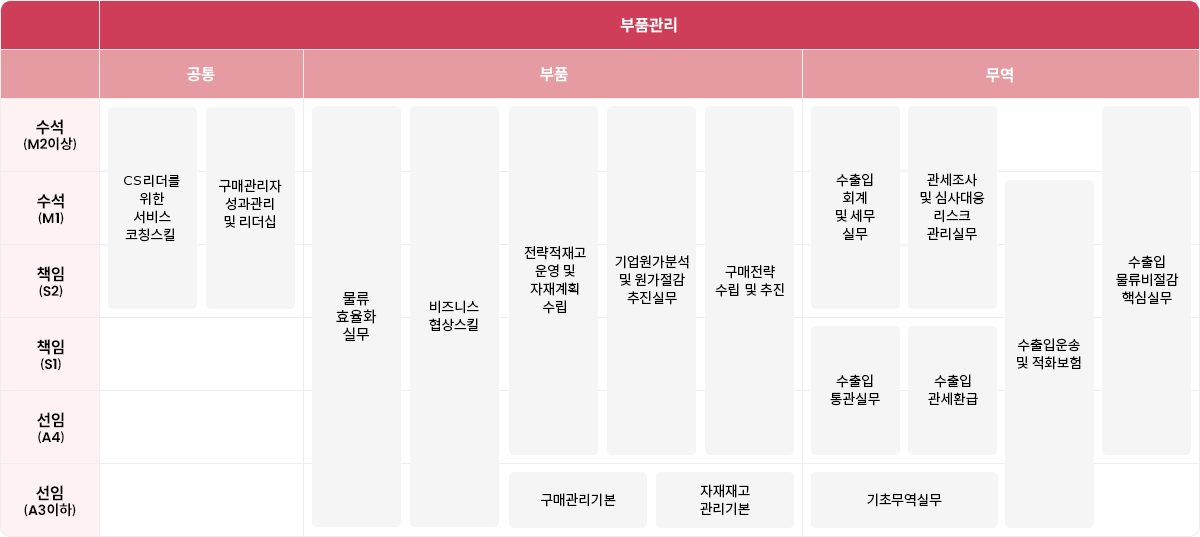 부품관리
공통
부품
무역
수석
(M2이상)
수석
(M1)
책임
(S2)
책임
(S1)
선임
(A4)
선임
(A3이하)
CS리더를
위한
서비스
코칭스킬
구매관리자
성과관리
및 리더십
물류
효율화
실무
비즈니스
협상스킬
전략적재고
운영 및
자재계획
수립
기업원가분석
및 원가절감
추진실무
구매전략
수립 및 추진
구매관리기본
자재재고
관리기본
수출입
회계
및 세무
실무
관세조사
및 심사대응
리스크
관리실무
수출입
통관실무
수출입
관세환급
기초무역실무
수출입운송
및 적화보험
수출입
물류비절감
핵심실무